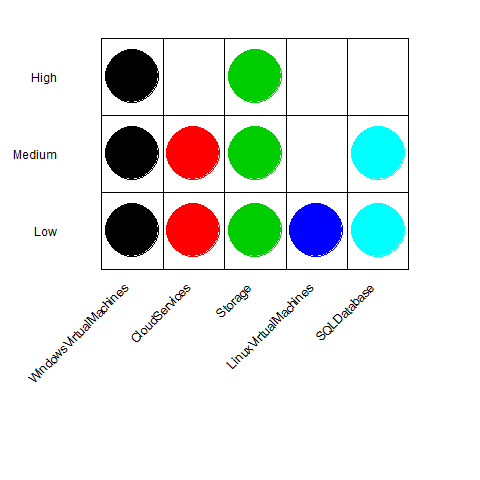 High
Medium
Low
WindowsVirtualMachines
CloudServices
Storage
LinuxVirtualMachines
SQLDatabase